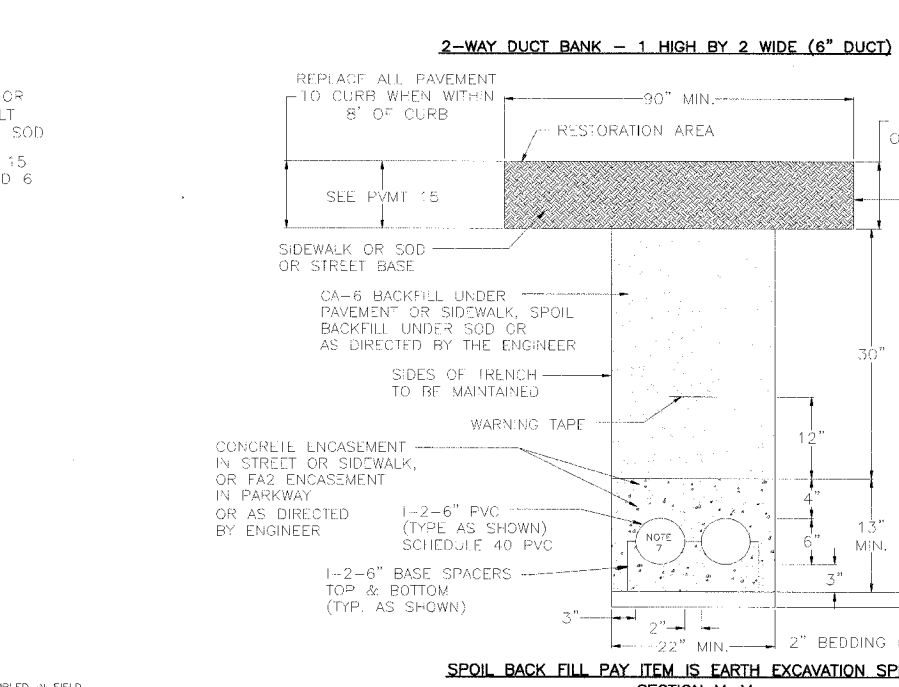 2-WAY DUCT BANK - 1 HIGH BY 2 WIDE (6" DUCT)
REPLACE ALL PAVEMENT
TO CURB WHEN WITHIN
8' OF CURB
90" MIN.
OR
LT
SOD
15
D 6
RESTORATION AREA
SEE PVMT 15
SIDEWALK OR SOD
OR STREET BASE
CA-6 BACKFILL UNDER
PAVEMENT OR SIDEWALK, SPOIL
BACKFILL UNDER SOD OR
AS DIRECTED BY THE ENGINEER
30"
SIDES OF TRENCH
TO BE MAINTAINED
WARNING TAPE
12"
CONCRETE ENCASEMENT
IN STREET OR SIDEWALK,
OR FA2 ENCASEMENT
IN PARKWAY
OR AS DIRECTED
BY ENGINEER
4"
1-2-6" PVC
(TYPE AS SHOWN)
SCHEDULE 40 PVC
NOTE
7
6"
13"
MIN.
1-2-6" BASE SPACERS
TOP & BOTTOM
(TYP. AS SHOWN)
3"
3"
2"
22" MIN.
2" BEDDING
SPOIL BACK FILL PAY ITEM IS EARTH EXCAVATION SP